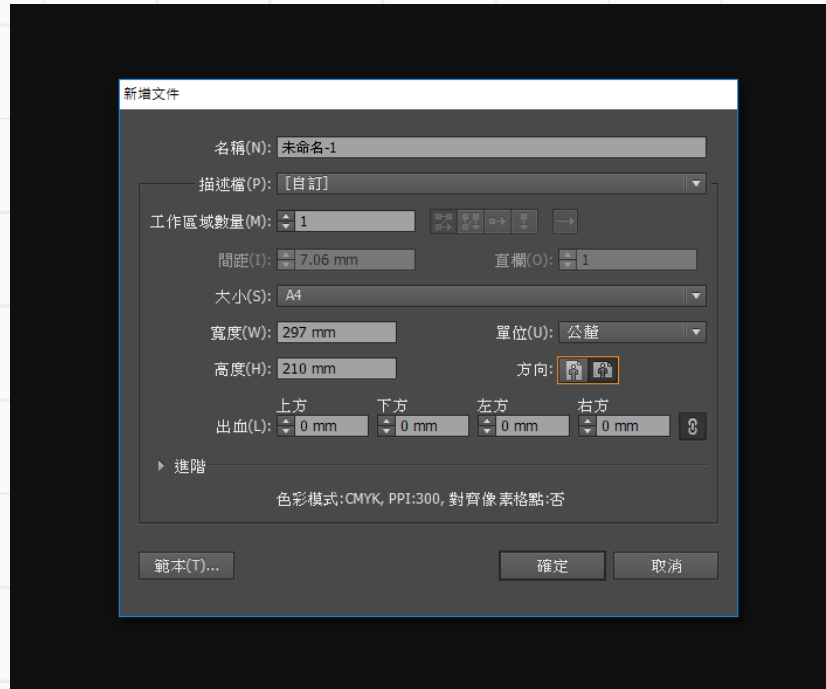 新增文件
名稱(N): 未命名-1
描述檔(P): [自訂]
工作區域數量(M): 1
間距(I): 7.06 mm 直欄(O): 1
大小(S): A4
寬度(W): 297 mm 單位(U): 公釐
高度(H): 210 mm 方向:
上方 下方 左方 右方
出血(L): 0 mm 0 mm 0 mm 0 mm
進階
色彩模式:CMYK, PPI:300, 對齊像素格點:否
範本(T)... 確定 取消